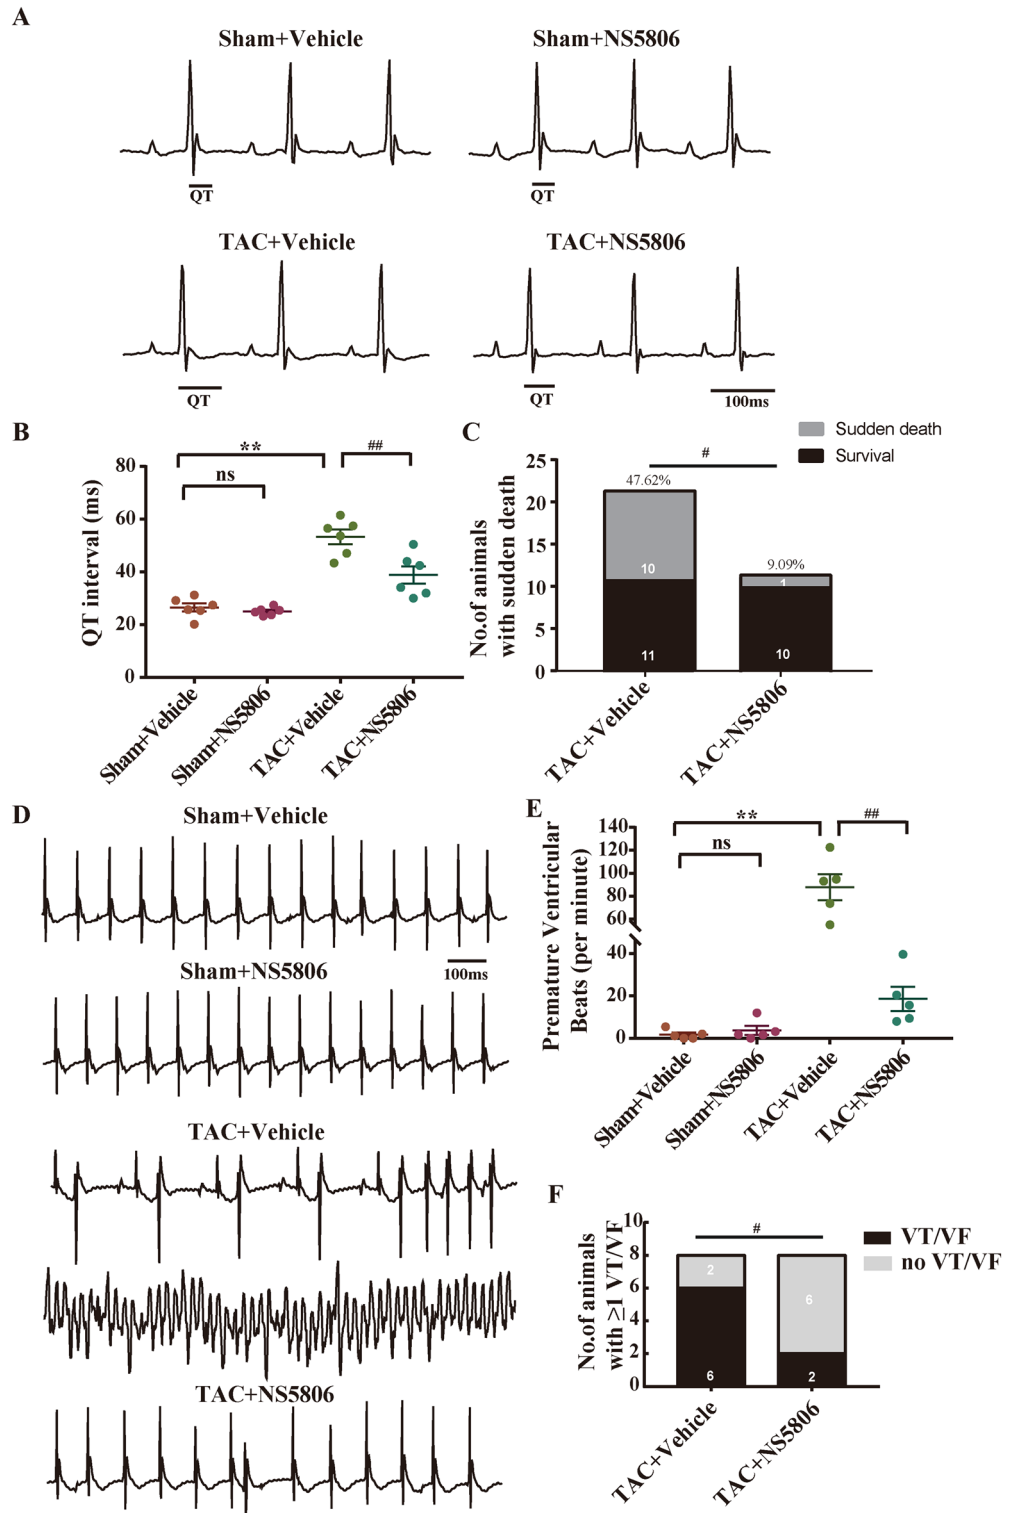 A
Sham+Vehicle
Sham+NS5806
QT
QT
TAC+Vehicle
TAC+NS5806
QT
QT
100ms
B
**
##
ns
QT interval (ms)
80
60
40
20
0
Sham+Vehicle
Sham+NS5806
TAC+Vehicle
TAC+NS5806
C
Sudden death
Survival
#
No.of animals
with sudden death
25
20
15
10
5
0
47.62%
10
11
9.09%
1
10
TAC+Vehicle
TAC+NS5806
D
Sham+Vehicle
100ms
Sham+NS5806
TAC+Vehicle
TAC+NS5806
E
**
##
ns
Premature Ventricular
Beats (per minute)
140
120
100
80
60
40
20
0
Sham+Vehicle
Sham+NS5806
TAC+Vehicle
TAC+NS5806
F
#
VT/VF
no VT/VF
No.of animals
with ≥1 VT/VF
10
8
6
4
2
0
2
6
6
2
TAC+Vehicle
TAC+NS5806